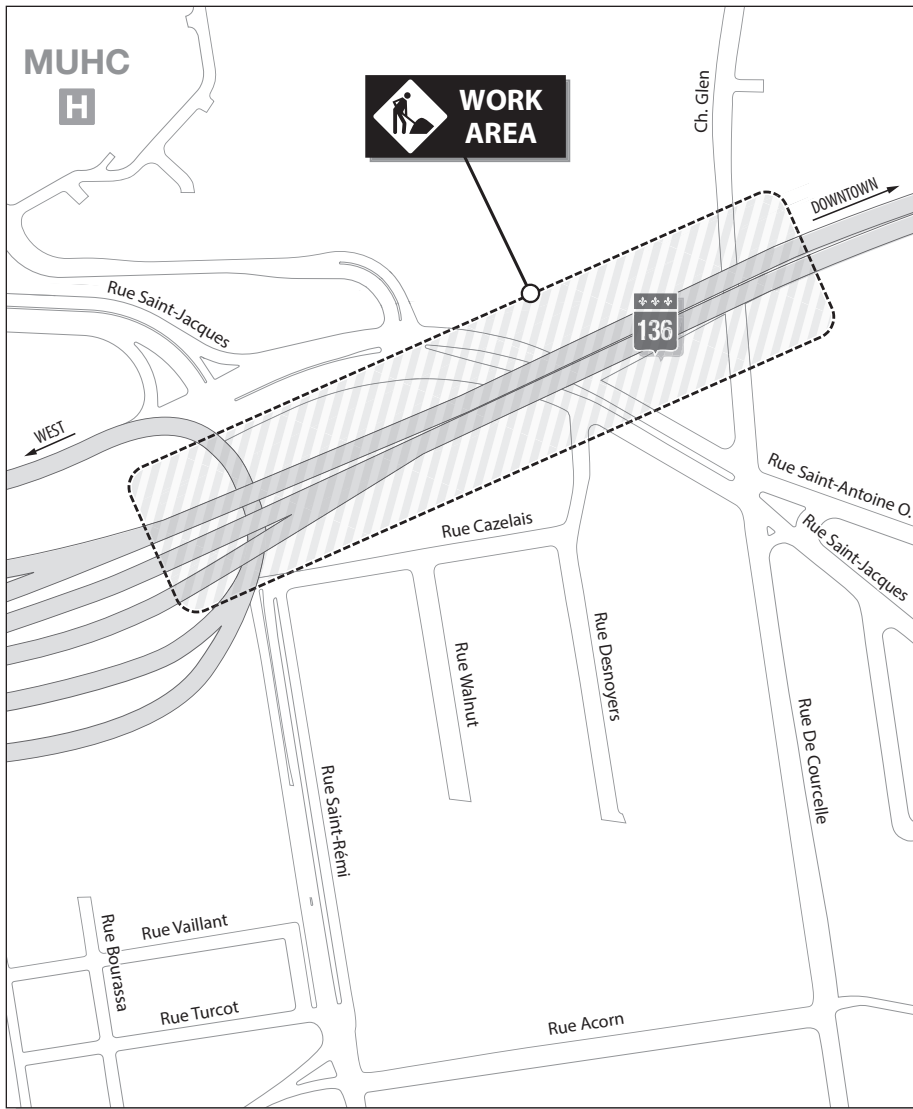 MUHC
H
WORK
AREA
Ch. Glen
DOWNTOWN
Rue Saint-Jacques
136
WEST
Rue Saint-Antoine O.
Rue Cazelais
Rue Saint-Jacques
Rue Walnut
Rue Desnoyers
Rue De Courcelle
Rue Saint-Rémi
Rue Vaillant
Rue Bourassa
Rue Turcot
Rue Acorn